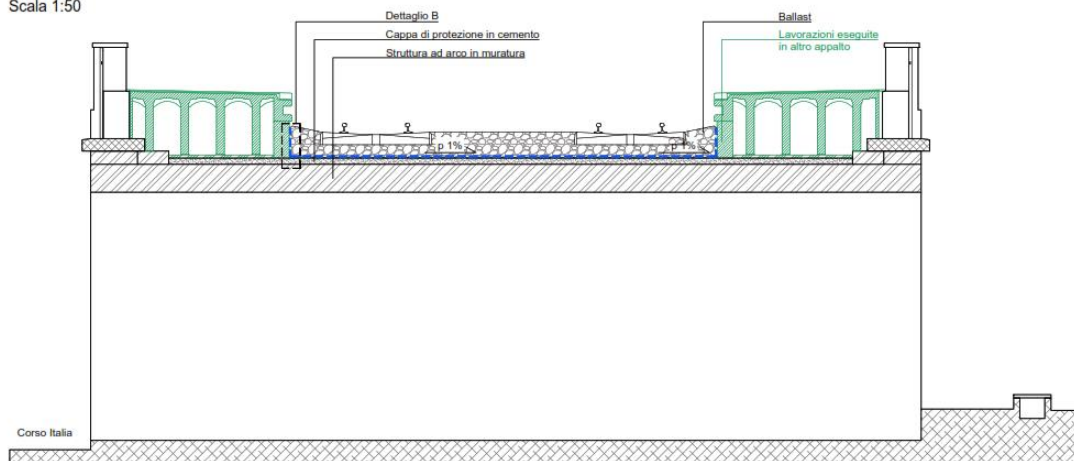 Scala 1:50
Dettaglio B
Cappa di protezione in cemento
Struttura ad arco in muratura
Ballast
Lavorazioni eseguite
in altro appalto
p 1%
p 1%
Corso Italia